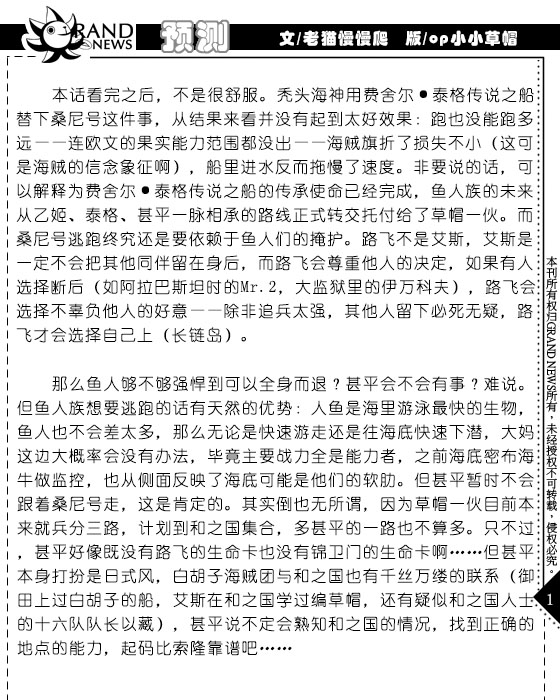 GRAND
NEWS
预测
文/老猫慢慢爬 版/op小小草帽
本话看完之后，不是很舒服。秃头海神用费舍尔●泰格传说之船
替下桑尼号这件事，从结果来看并没有起到太好效果：跑也没能跑多
远——连欧文的果实能力范围都没出——海贼旗折了损失不小（这可
是海贼的信念象征啊），船里进水反而拖慢了速度。非要说的话，可
以解释为费舍尔●泰格传说之船的传承使命已经完成，鱼人族的未来
从乙姬、泰格、甚平一脉相承的路线正式转交托付给了草帽一伙。而
桑尼号逃跑终究还是要依赖于鱼人们的掩护。路飞不是艾斯，艾斯是
一定不会把其他同伴留在身后，而路飞会尊重他人的决定，如果有人
选择断后（如阿拉巴斯坦时的Mr.2，大监狱里的伊万科夫），路飞会
选择不辜负他人的好意——除非追兵太强，其他人留下必死无疑，路
飞才会选择自己上（长链岛）。
那么鱼人够不够强悍到可以全身而退？甚平会不会有事？难说。
但鱼人族想要逃跑的话有天然的优势：人鱼是海里游泳最快的生物，
鱼人也不会差太多，那么无论是快速游走还是往海底快速下潜，大妈
这边大概率会没有办法，毕竟主要战力全是能力者，之前海底密布海
牛做监控，也从侧面反映了海底可能是他们的软肋。但甚平暂时不会
跟着桑尼号走，这是肯定的。其实倒也无所谓，因为草帽一伙目前本
来就兵分三路，计划到和之国集合，多甚平的一路也不算多。只不过
，甚平好像既没有路飞的生命卡也没有锦卫门的生命卡啊……但甚平
本身打扮是日式风，白胡子海贼团与和之国也有千丝万缕的联系（御
田上过白胡子的船，艾斯在和之国学过编草帽，还有疑似和之国人士
的十六队队长以藏），甚平说不定会熟知和之国的情况，找到正确的
地点的能力，起码比索隆靠谱吧……
本刊所有权归GRAND NEWS所有，未经授权不可转载，侵权必究。
1